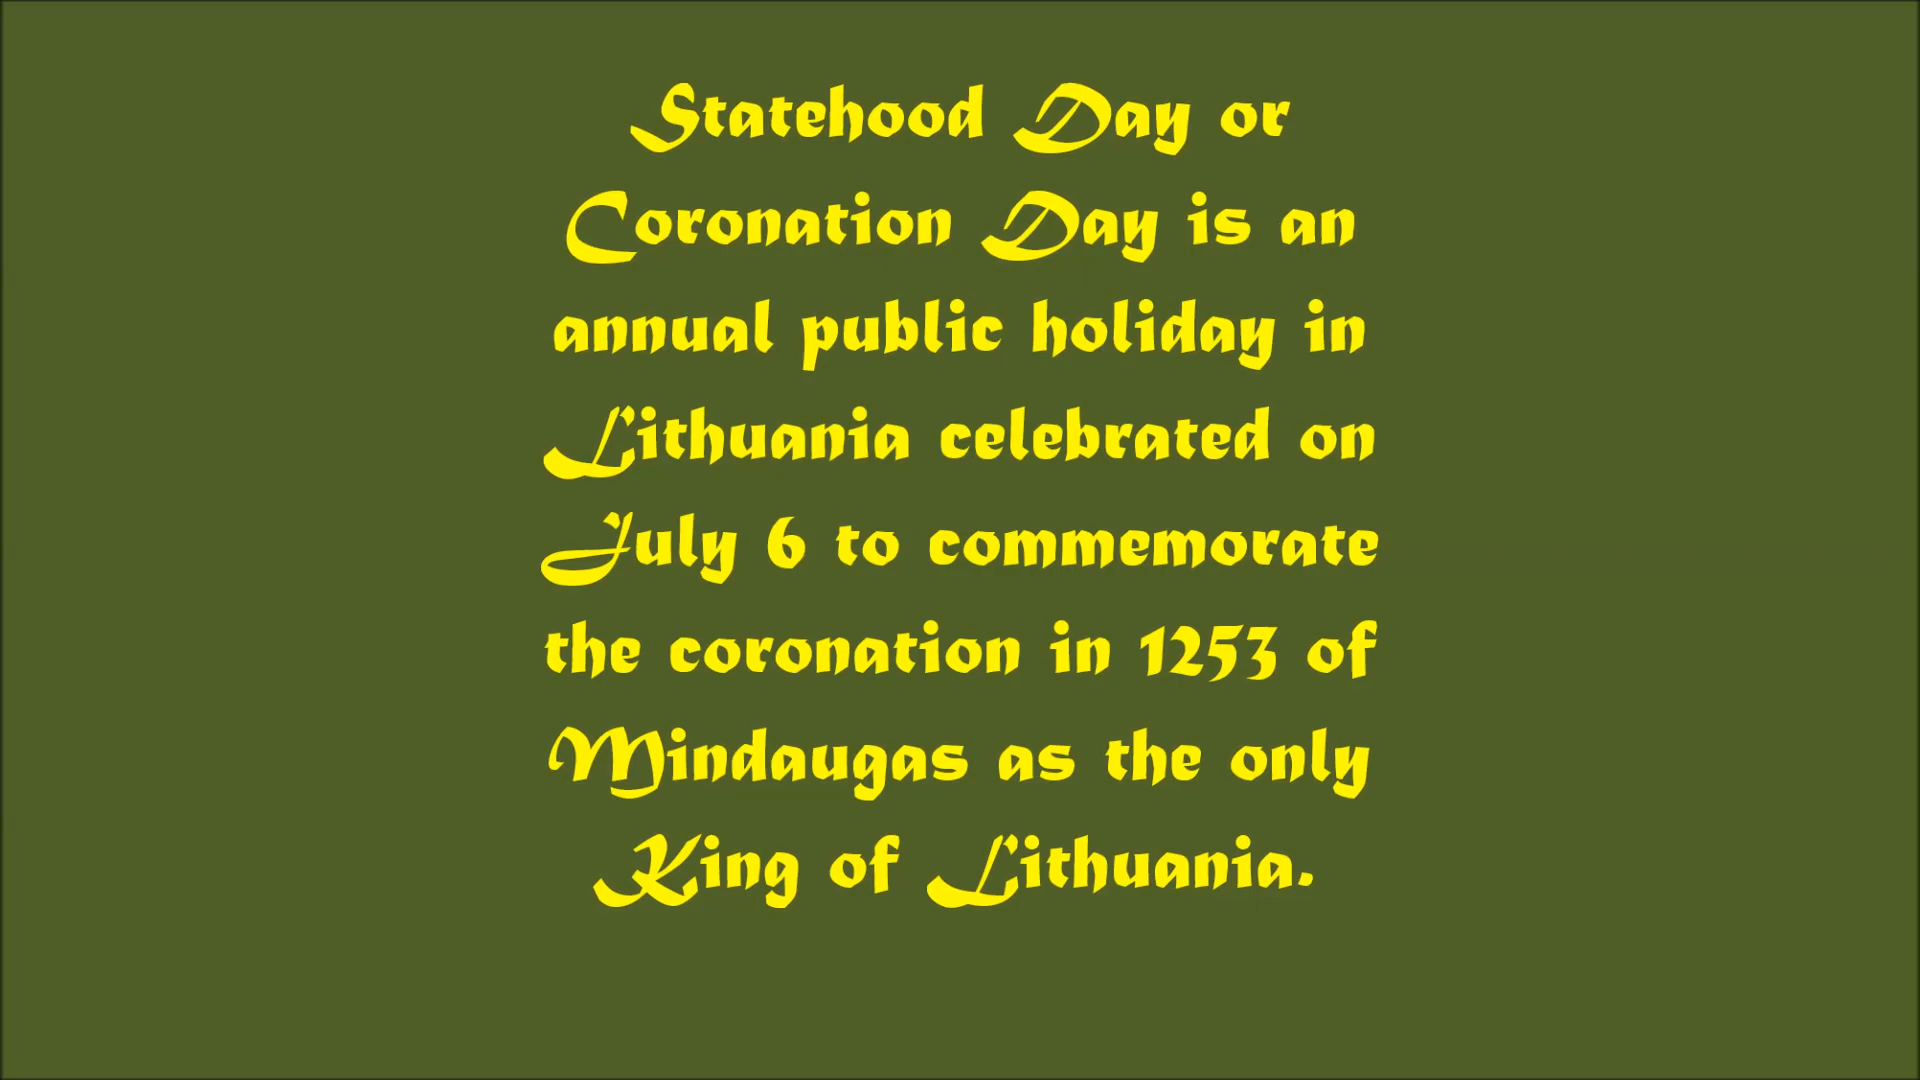 Statehood Day or
Coronation Day is an
annual public holiday in
Lithuania celebrated on
July 6 to commemorate
the coronation in 1253 of
Mindaugas as the only
King of Lithuania.